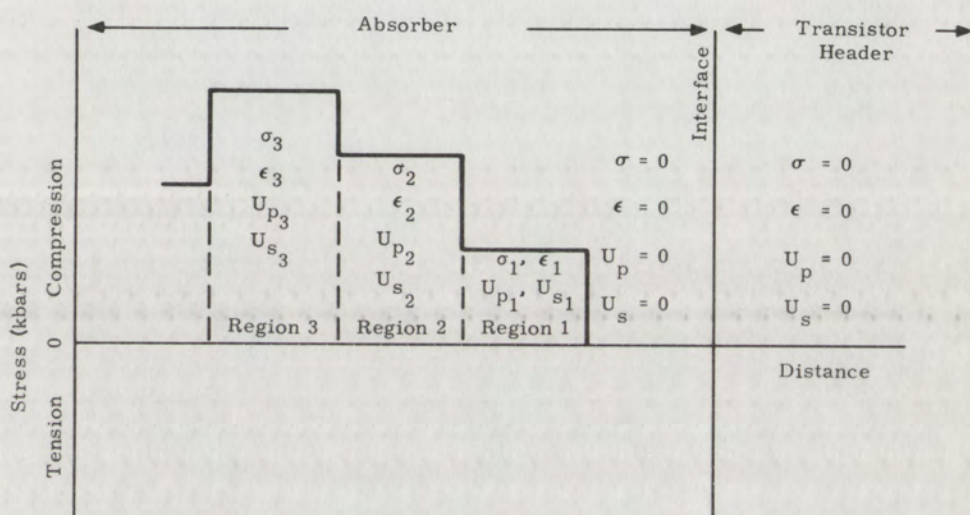 Absorber
Transistor
Header
Interface
Stress (kbars)
Tension 0 Compression
σ3
ϵ3
Up3
Us3
Region 3
σ2
ϵ2
Up2
Us2
Region 2
σ1, ϵ1
Up1, Us1
Region 1
σ = 0
ϵ = 0
Up = 0
Us = 0
σ = 0
ϵ = 0
Up = 0
Us = 0
Distance